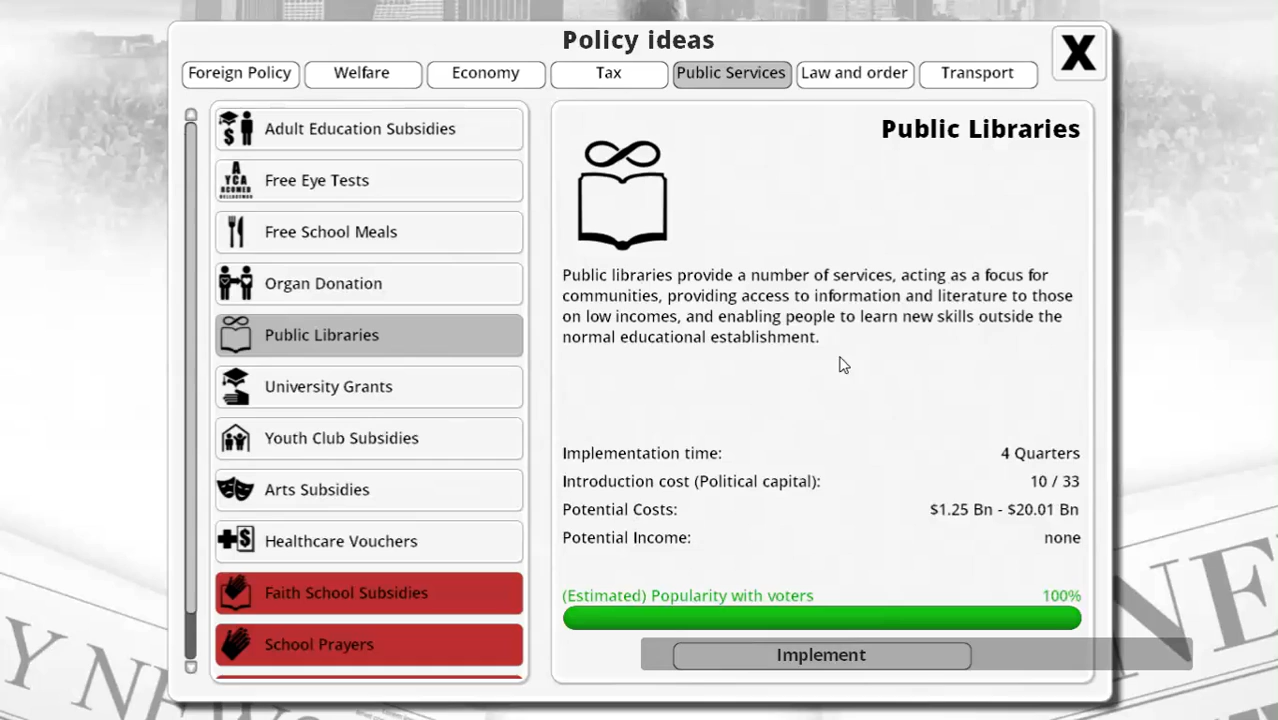 Policy ideas
X
Foreign Policy
Welfare
Economy
Tax
Public Services
Law and order
Transport
Adult Education Subsidies
Free Eye Tests
Free School Meals
Organ Donation
Public Libraries
University Grants
Youth Club Subsidies
Arts Subsidies
Healthcare Vouchers
Faith School Subsidies
School Prayers
Public Libraries
Public libraries provide a number of services, acting as a focus for
communities, providing access to information and literature to those
on low incomes, and enabling people to learn new skills outside the
normal educational establishment.
Implementation time: 4 Quarters
Introduction cost (Political capital): 10 / 33
Potential Costs: $1.25 Bn - $20.01 Bn
Potential Income: none
(Estimated) Popularity with voters 100%
Implement